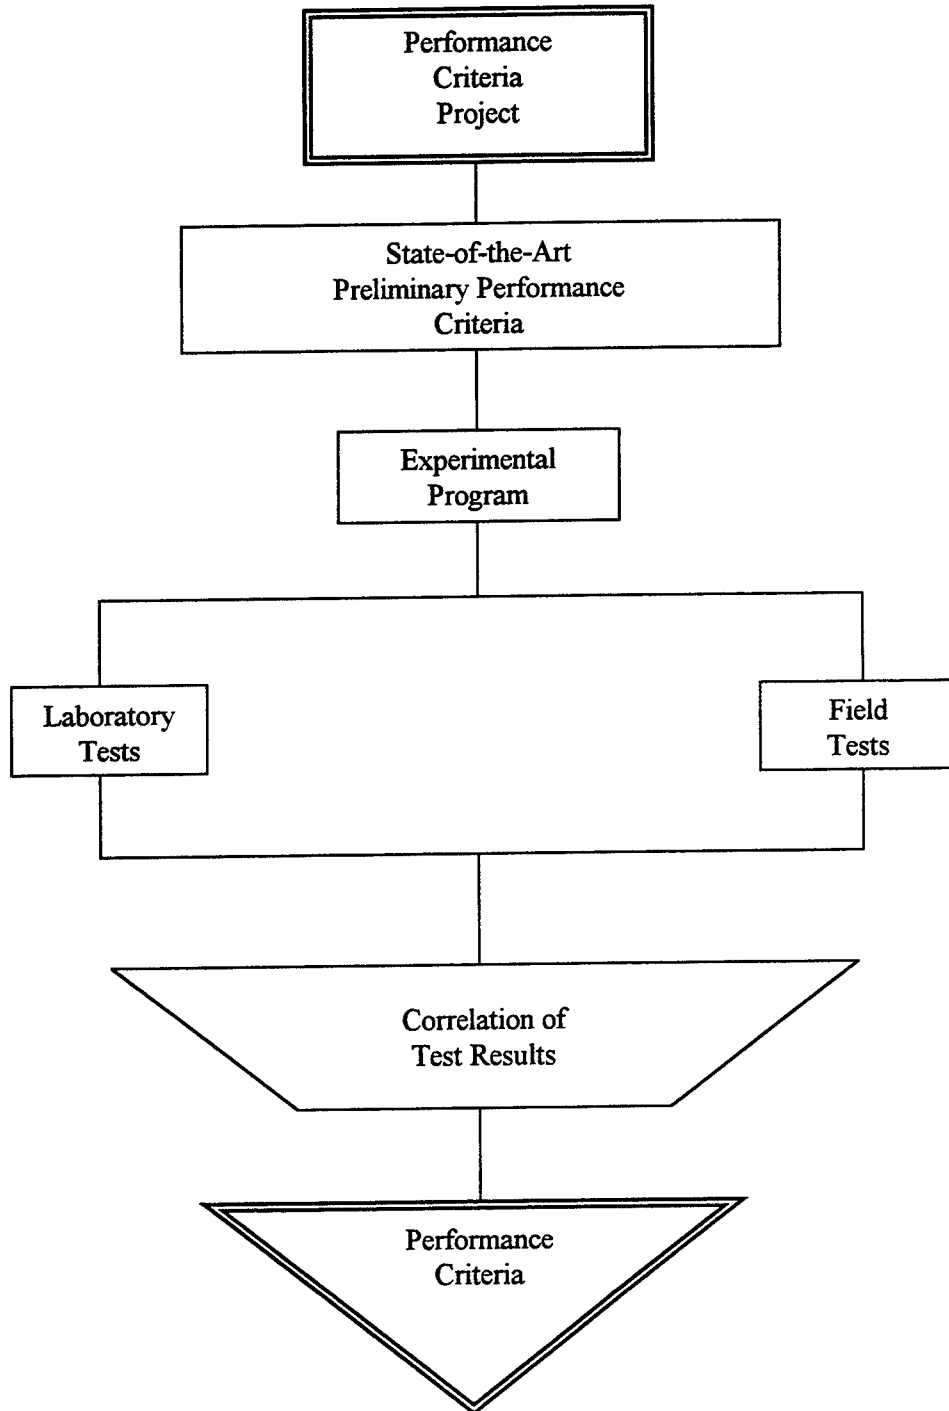 Performance
Criteria
Project
State-of-the-Art
Preliminary Performance
Criteria
Experimental
Program
Laboratory
Tests
Field
Tests
Correlation of
Test Results
Performance
Criteria